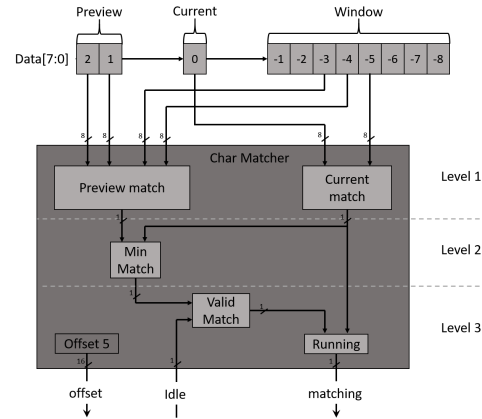 Preview Current Window
Data[7:0] 2 1 0 -1 -2 -3 -4 -5 -6 -7 -8
8 8 8 8 8 8
Char Matcher
Preview match
Current
match
Level 1
1 1
Min
Match
Level 2
1
Valid
Match
1
Level 3
Offset 5
Running
16 1 1
offset Idle matching